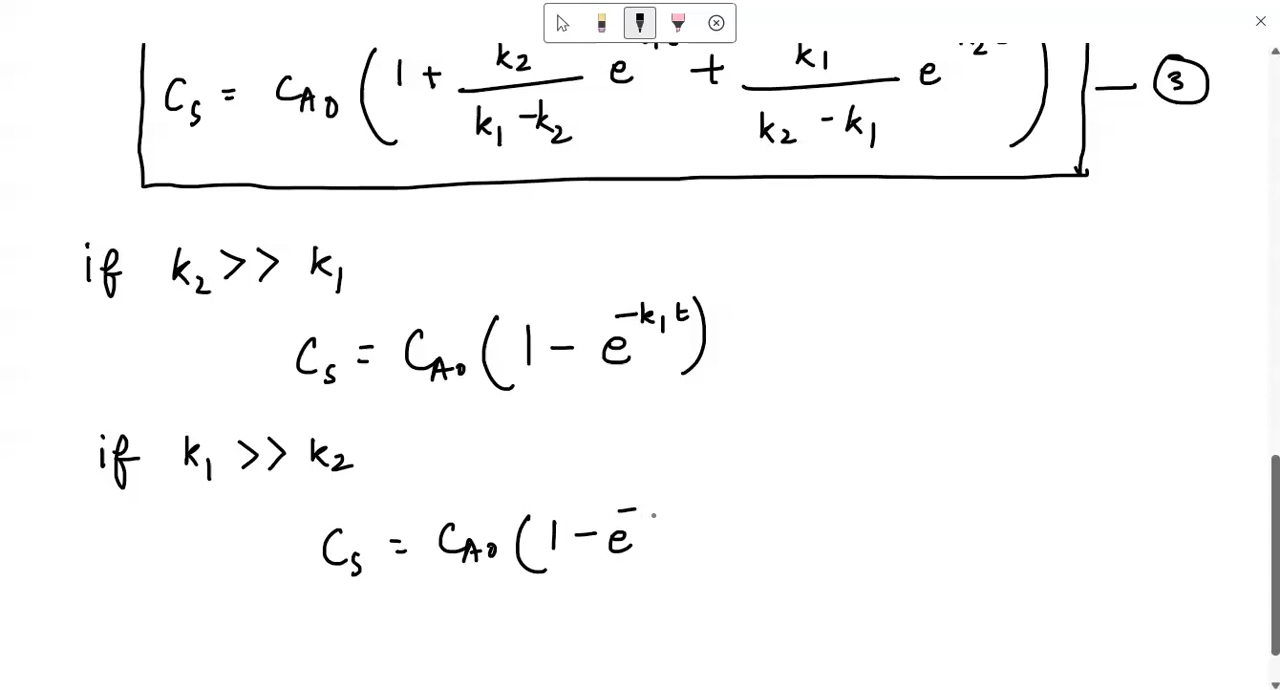 C_S = C_A0 ( 1 + k_2 / (k_1 - k_2) e + k_1 / (k_2 - k_1) e ) — ③
if k_2 >> k_1
C_S = C_A0 ( 1 - e^{-k_1 t} )
if k_1 >> k_2
C_S = C_A0 ( 1 - e^-